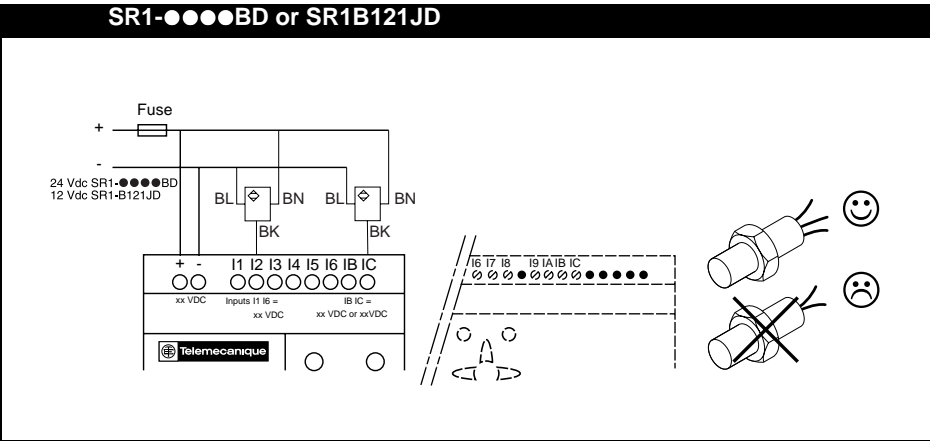 SR1-●●●●BD or SR1B121JD
Fuse
+
-
24 Vdc SR1-●●●●BD
12 Vdc SR1-B121JD
BL BN BL BN
BK BK
+ - I1 I2 I3 I4 I5 I6 IB IC
xx VDC Inputs I1 I6 = IB IC =
xx VDC xx VDC or xxVDC
Telemecanique
I6 I7 I8 I9 IA IB IC